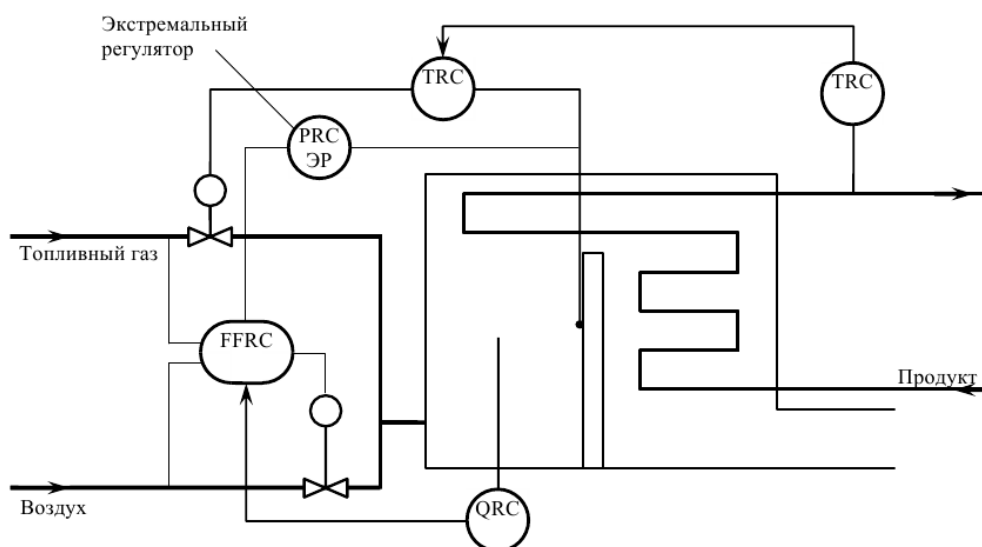 Экстремальный
регулятор
TRC
TRC
PRC
ЭР
Топливный газ
FFRC
Продукт
Воздух
QRC